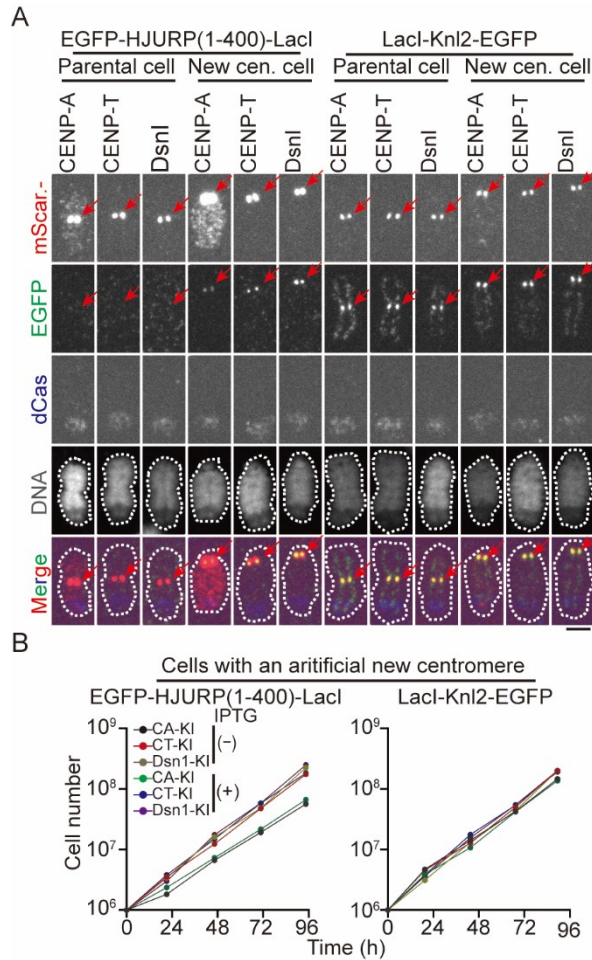 A
EGFP-HJURP(1-400)-LacI LacI-Knl2-EGFP
Parental cell New cen. cell Parental cell New cen. cell
CENP-A CENP-T DsnI CENP-A CENP-T DsnI CENP-A CENP-T DsnI CENP-A CENP-T DsnI
mScar.-
EGFP
dCas
DNA
Merge
B
Cells with an aritificial new centromere
EGFP-HJURP(1-400)-LacI LacI-Knl2-EGFP
IPTG
CA-KI
CT-KI (−)
Dsn1-KI
CA-KI
CT-KI (+)
Dsn1-KI
Cell number
10⁹
10⁸
10⁷
10⁶
0 24 48 72 96
10⁹
10⁸
10⁷
10⁶
0 24 48 72 96
Time (h)